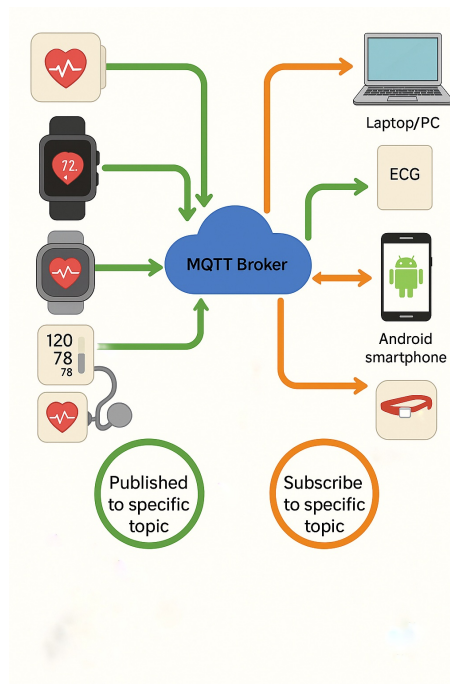 72.
120
78
78
MQTT Broker
Laptop/PC
ECG
Android
smartphone
Published
to specific
topic
Subscribe
to specific
topic